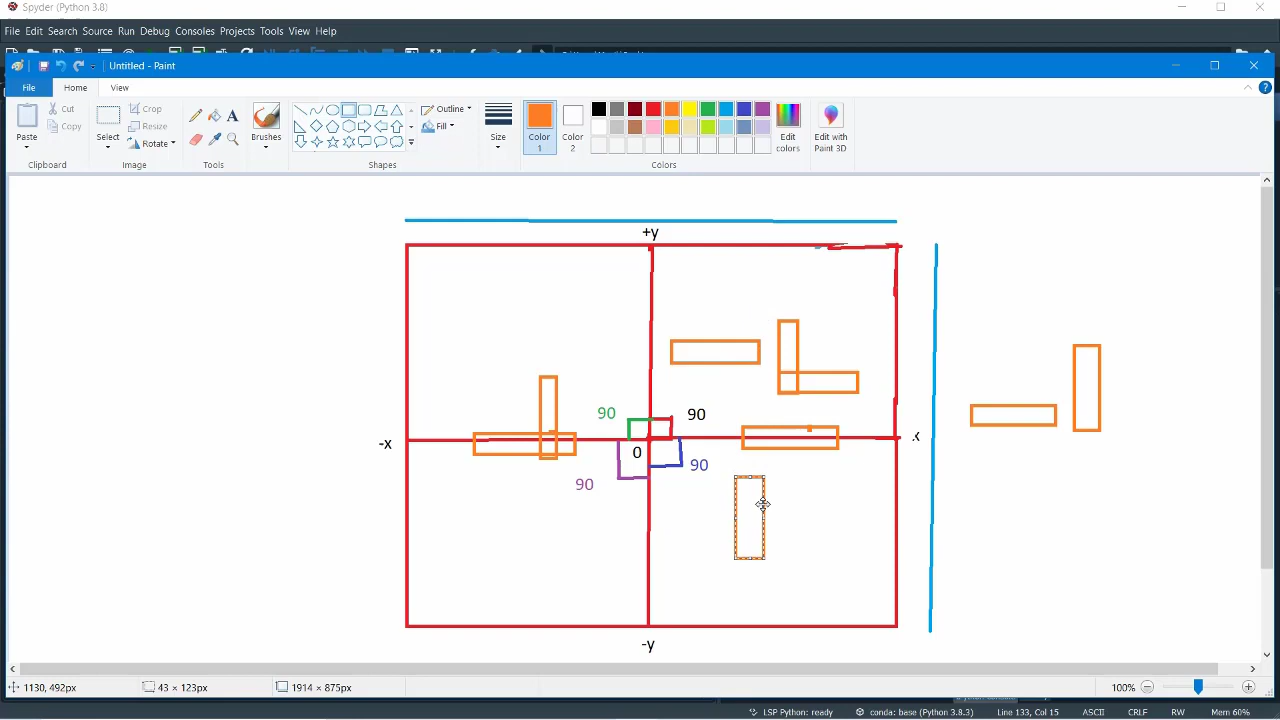 Spyder (Python 3.8)
File Edit Search Source Run Debug Consoles Projects Tools View Help
Untitled - Paint
File Home View
Paste
Cut
Copy
Clipboard
Select
Crop
Resize
Rotate
Image
Tools
Brushes
Shapes
Outline
Fill
Size
Color 1
Color 2
Edit colors
Colors
Edit with Paint 3D
+y
90
90
-x
0
.x
90
90
-y
1130, 492px
43 × 123px
1914 × 875px
100%
LSP Python: ready
conda: base (Python 3.8.3)
Line 133, Col 15
ASCII
CRLF
RW
Mem 60%